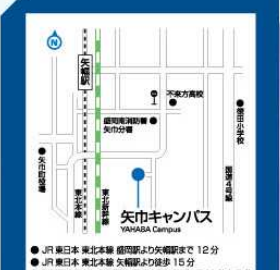 N
矢幅駅
不来方高校
盛岡南消防署
矢巾分署
徳田小学校
矢巾町役場
東北本線
東北新幹線
国道4号線
矢巾キャンパス
YAHABA Campus
● JR東日本 東北本線 盛岡駅より矢幅駅まで 12分
● JR東日本 東北本線 矢幅駅より徒歩 15分